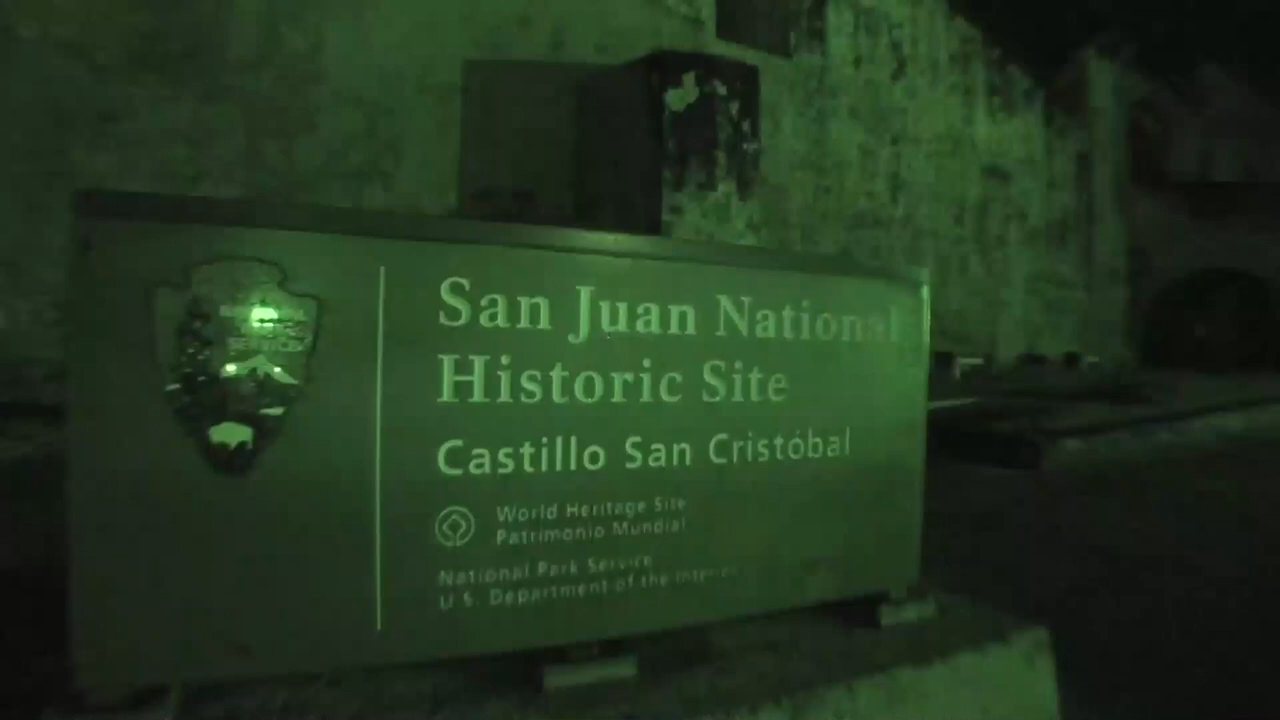 San Juan National
Historic Site
Castillo San Cristóbal
World Heritage Site
Patrimonio Mundial
National Park Service
U.S. Department of the Interior